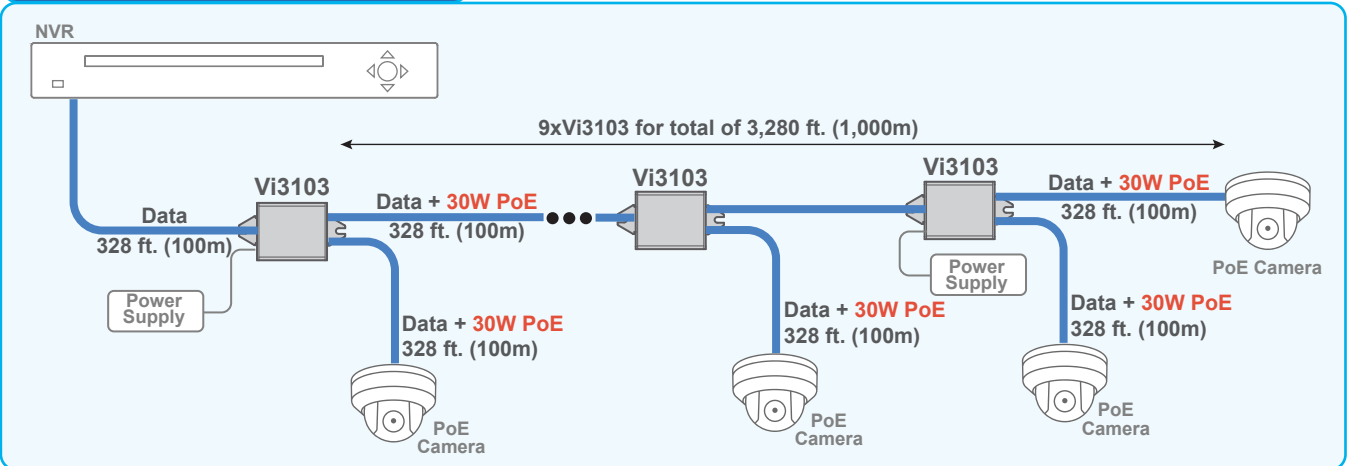 NVR
9xVi3103 for total of 3,280 ft. (1,000m)
Vi3103
Data
328 ft. (100m)
Power
Supply
Data + 30W PoE
328 ft. (100m)
Data + 30W PoE
328 ft. (100m)
PoE
Camera
Vi3103
Data + 30W PoE
328 ft. (100m)
PoE
Camera
Vi3103
Power
Supply
Data + 30W PoE
328 ft. (100m)
PoE Camera
Data + 30W PoE
328 ft. (100m)
PoE
Camera